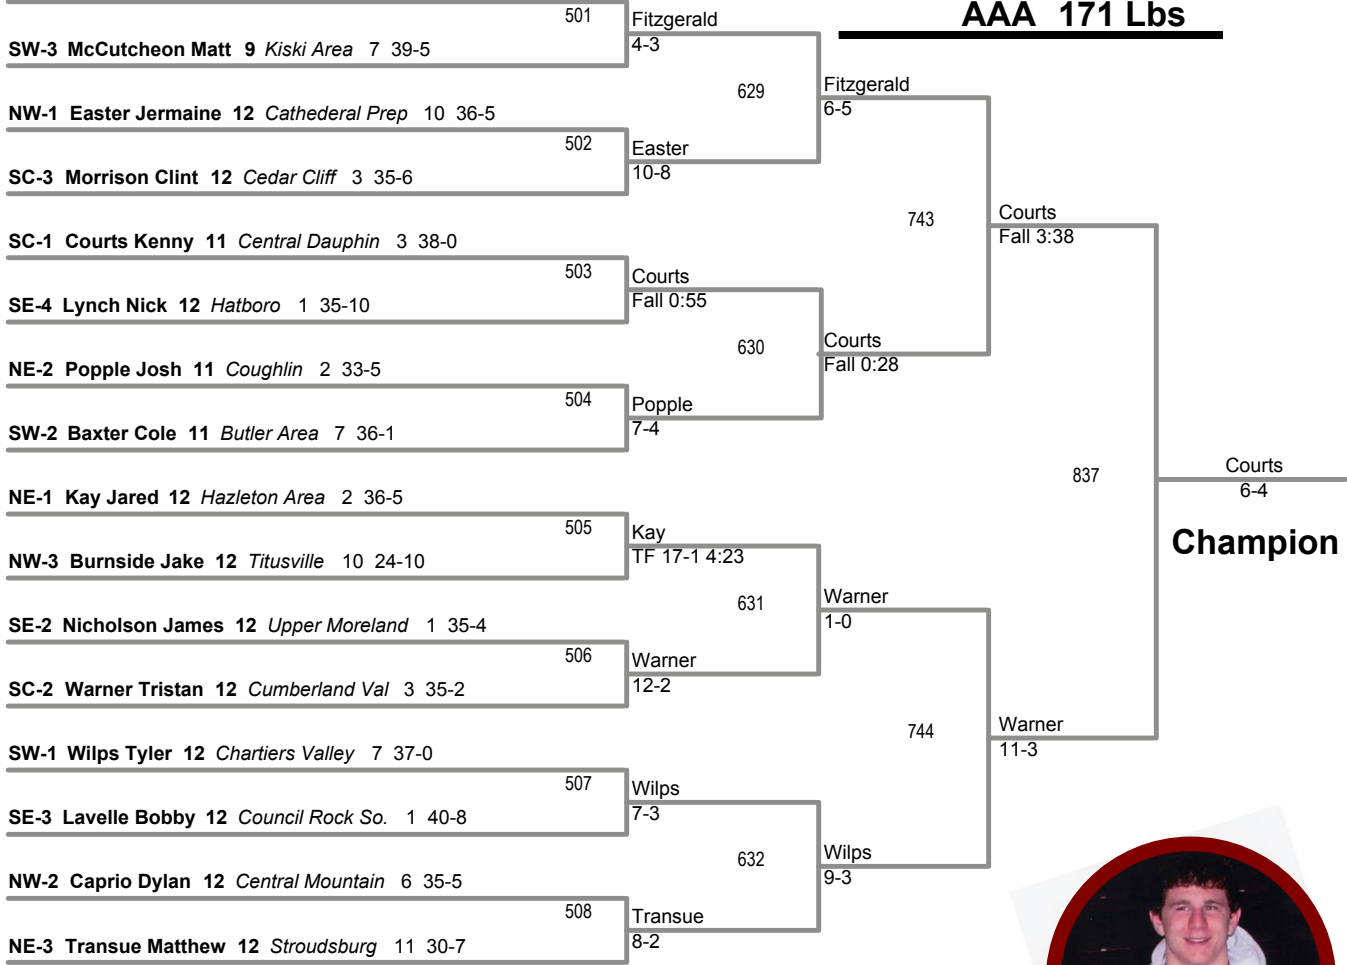 AAA 171 Lbs
501
Fitzgerald
4-3
SW-3 McCutcheon Matt 9 Kiski Area 7 39-5
629
Fitzgerald
6-5
NW-1 Easter Jermaine 12 Cathederal Prep 10 36-5
502
Easter
10-8
SC-3 Morrison Clint 12 Cedar Cliff 3 35-6
743
Courts
Fall 3:38
SC-1 Courts Kenny 11 Central Dauphin 3 38-0
503
Courts
Fall 0:55
SE-4 Lynch Nick 12 Hatboro 1 35-10
630
Courts
Fall 0:28
NE-2 Popple Josh 11 Coughlin 2 33-5
504
Popple
7-4
SW-2 Baxter Cole 11 Butler Area 7 36-1
837
Courts
6-4
Champion
NE-1 Kay Jared 12 Hazleton Area 2 36-5
505
Kay
TF 17-1 4:23
NW-3 Burnside Jake 12 Titusville 10 24-10
631
Warner
1-0
SE-2 Nicholson James 12 Upper Moreland 1 35-4
506
Warner
12-2
SC-2 Warner Tristan 12 Cumberland Val 3 35-2
744
Warner
11-3
SW-1 Wilps Tyler 12 Chartiers Valley 7 37-0
507
Wilps
7-3
SE-3 Lavelle Bobby 12 Council Rock So. 1 40-8
632
Wilps
9-3
NW-2 Caprio Dylan 12 Central Mountain 6 35-5
508
Transue
8-2
NE-3 Transue Matthew 12 Stroudsburg 11 30-7